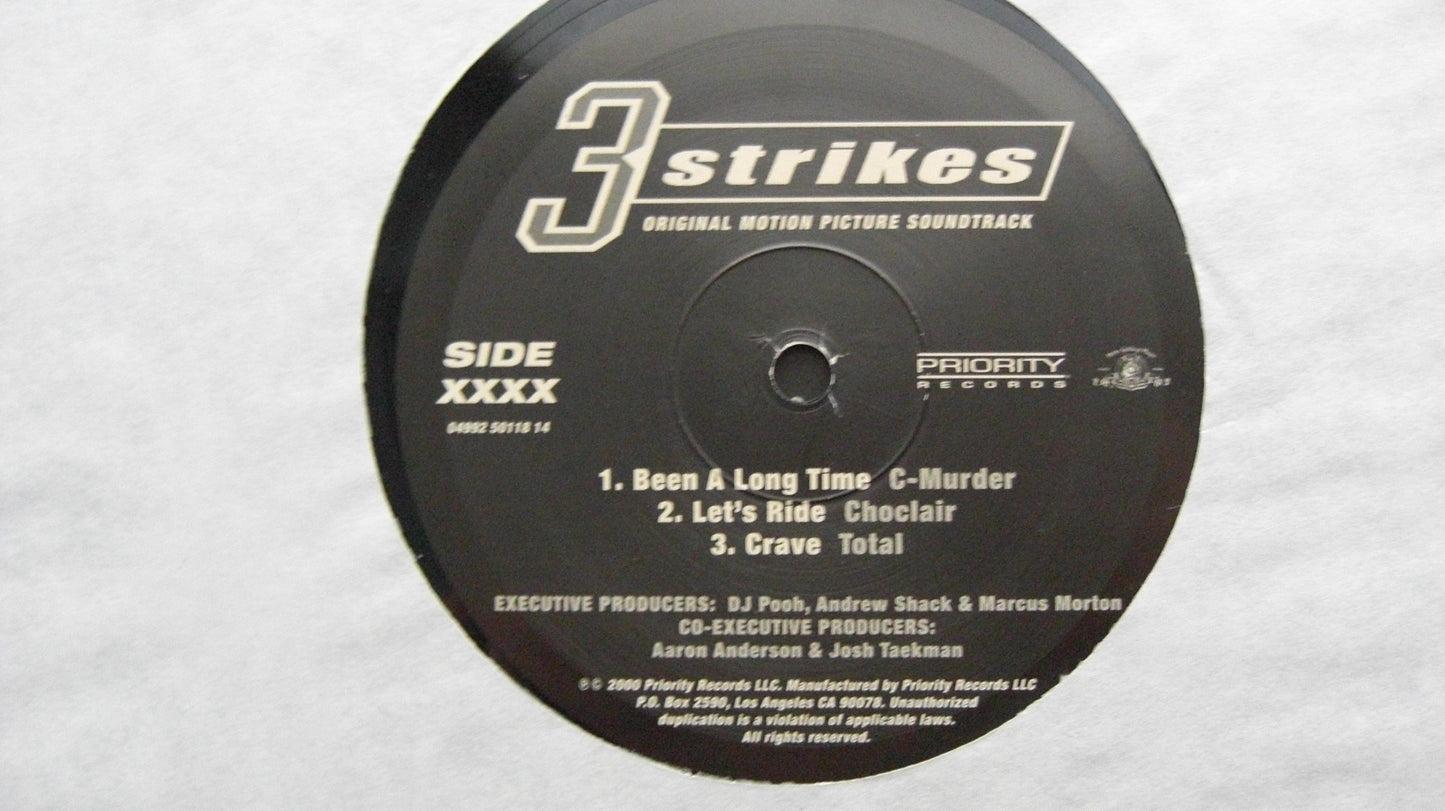 3 strikes
ORIGINAL MOTION PICTURE SOUNDTRACK
SIDE
XXXX
04992 50118 14
PRIORITY
RECORDS
1. Been A Long Time C-Murder
2. Let's Ride Choclair
3. Crave Total
EXECUTIVE PRODUCERS: DJ Pooh, Andrew Shack & Marcus Morton
CO-EXECUTIVE PRODUCERS:
Aaron Anderson & Josh Taekman
℗© 2000 Priority Records LLC. Manufactured by Priority Records LLC
P.O. Box 2590, Los Angeles CA 90078. Unauthorized
duplication is a violation of applicable laws.
All rights reserved.